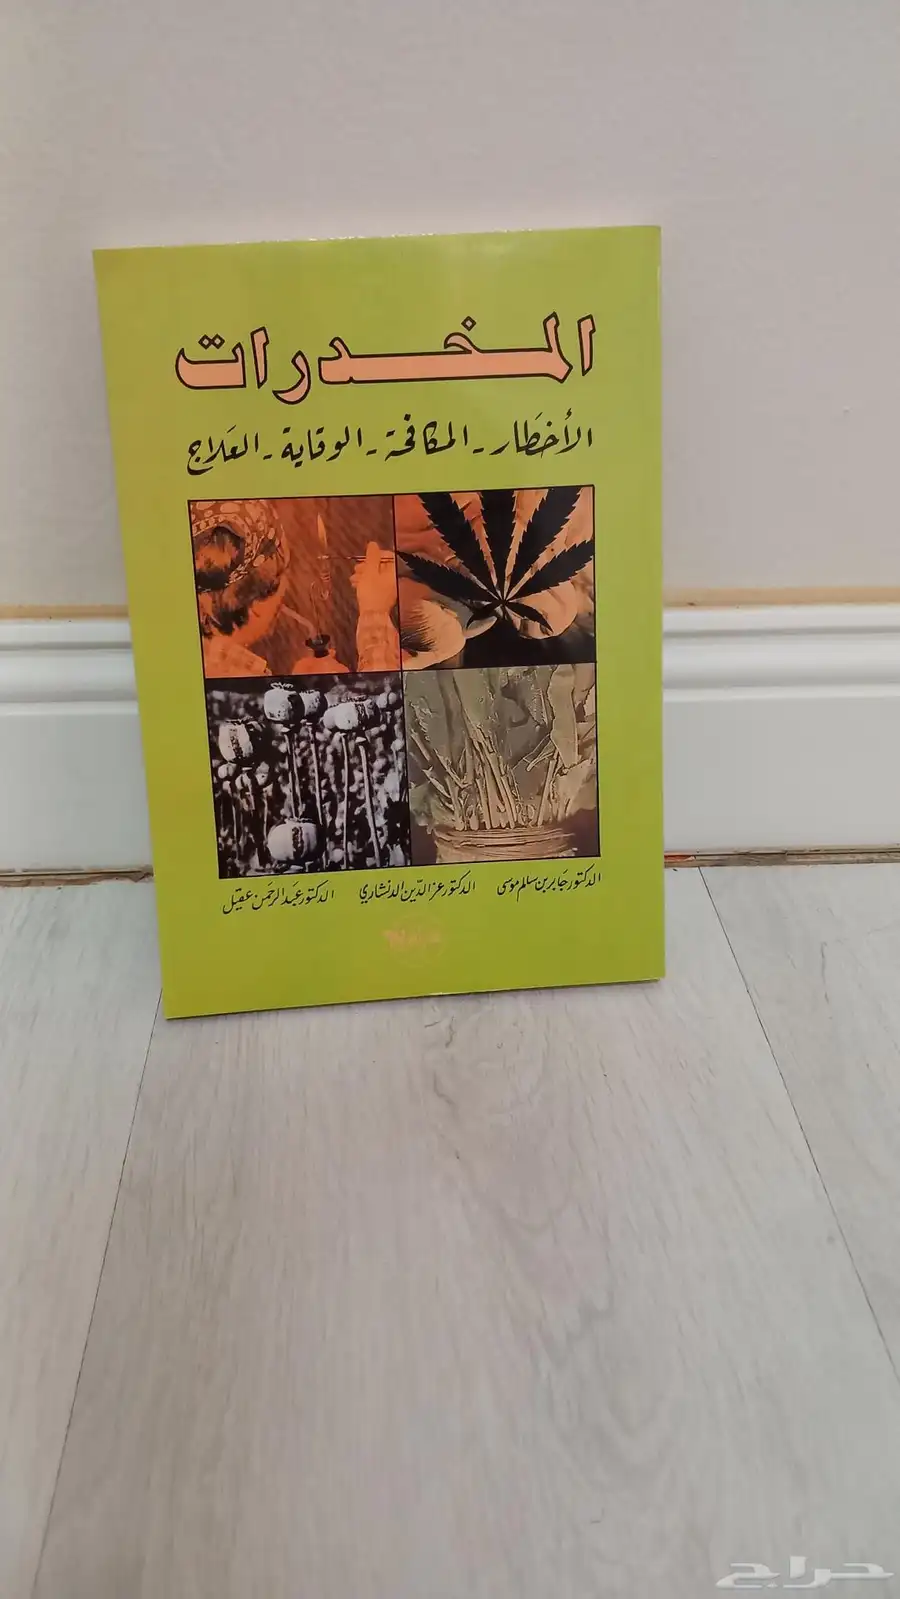 المخدرات
الأخطار - المكافحة - الوقاية - العلاج
الدكتور جابر بن سالم موسى الدكتور عز الدين الدنشاري الدكتور عبد الرحمن عقيل
حراج